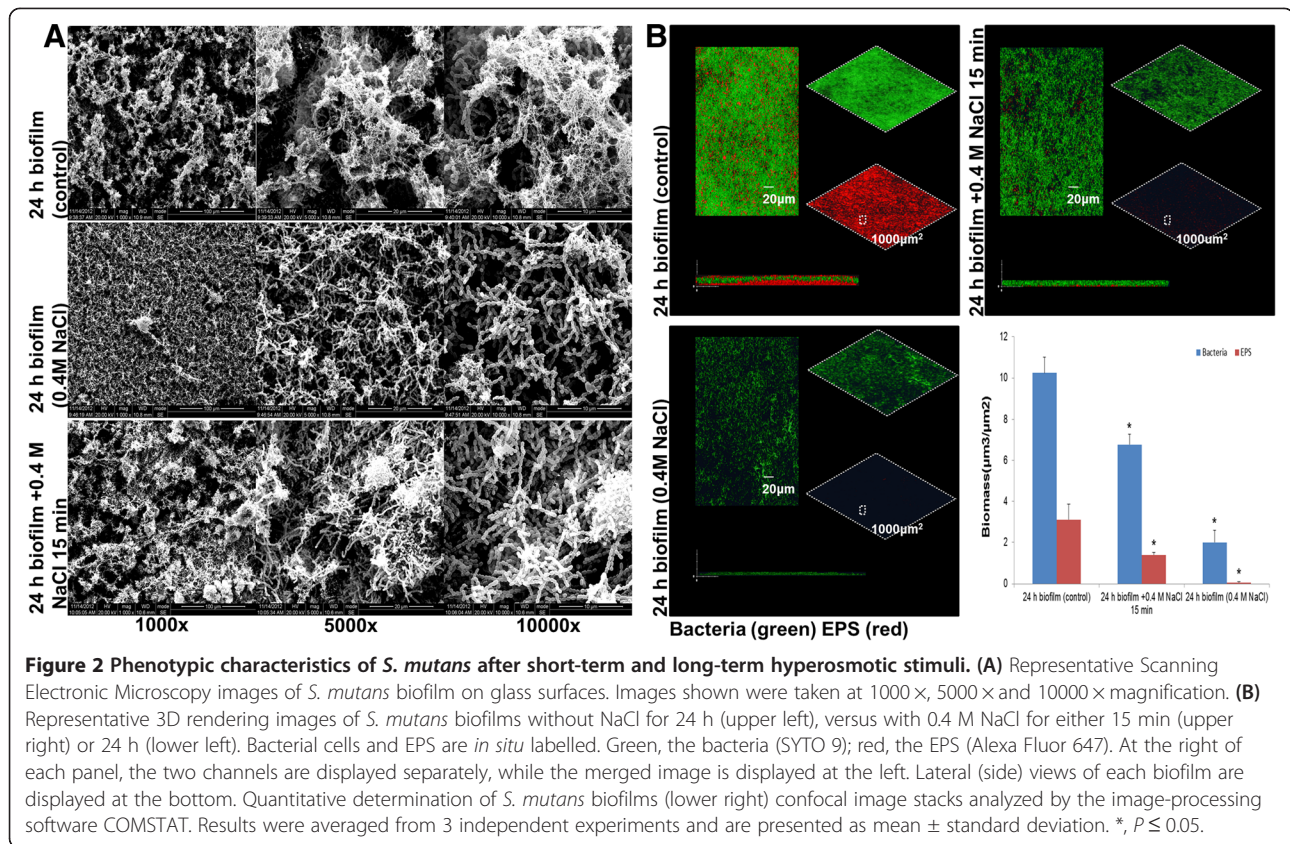 A
24 h biofilm
(control)
24 h biofilm
(0.4M NaCl)
24 h biofilm +0.4 M
NaCl 15 min
1000x
5000x
10000x
B
24 h biofilm (control)
20μm
1000μm²
24 h biofilm +0.4 M NaCl 15 min
20μm
1000um²
24 h biofilm (0.4M NaCl)
20μm
1000μm²
Bacteria (green) EPS (red)
Bacteria
EPS
Biomass(μm3/μm2)
12
10
8
6
4
2
0
*
*
*
*
24 h biofilm (control)
24 h biofilm +0.4 M NaCl
15 min
24 h biofilm (0.4 M NaCl)
Figure 2 Phenotypic characteristics of S. mutans after short-term and long-term hyperosmotic stimuli. (A) Representative Scanning
Electronic Microscopy images of S. mutans biofilm on glass surfaces. Images shown were taken at 1000 ×, 5000 × and 10000 × magnification. (B)
Representative 3D rendering images of S. mutans biofilms without NaCl for 24 h (upper left), versus with 0.4 M NaCl for either 15 min (upper
right) or 24 h (lower left). Bacterial cells and EPS are in situ labelled. Green, the bacteria (SYTO 9); red, the EPS (Alexa Fluor 647). At the right of
each panel, the two channels are displayed separately, while the merged image is displayed at the left. Lateral (side) views of each biofilm are
displayed at the bottom. Quantitative determination of S. mutans biofilms (lower right) confocal image stacks analyzed by the image-processing
software COMSTAT. Results were averaged from 3 independent experiments and are presented as mean ± standard deviation. *, P ≤ 0.05.